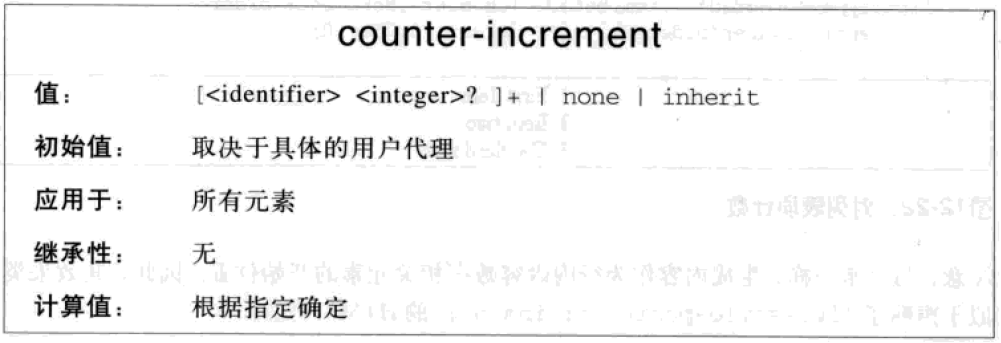 counter-increment
值： [<identifier> <integer>? ]+ | none | inherit
初始值： 取决于具体的用户代理
应用于： 所有元素
继承性： 无
计算值： 根据指定确定